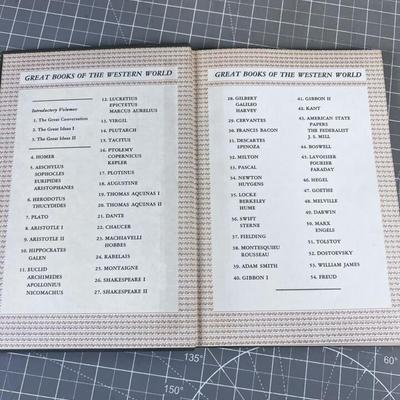 GREAT BOOKS OF THE WESTERN WORLD
Introductory Volumes:
1. The Great Conversation
2. The Great Ideas I
3. The Great Ideas II
4. HOMER
5. AESCHYLUS
SOPHOCLES
EURIPIDES
ARISTOPHANES
6. HERODOTUS
THUCYDIDES
7. PLATO
8. ARISTOTLE I
9. ARISTOTLE II
10. HIPPOCRATES
GALEN
11. EUCLID
ARCHIMEDES
APOLLONIUS
NICOMACHUS
12. LUCRETIUS
EPICTETUS
MARCUS AURELIUS
13. VIRGIL
14. PLUTARCH
15. TACITUS
16. PTOLEMY
COPERNICUS
KEPLER
17. PLOTINUS
18. AUGUSTINE
19. THOMAS AQUINAS I
20. THOMAS AQUINAS II
21. DANTE
22. CHAUCER
23. MACHIAVELLI
HOBBES
24. RABELAIS
25. MONTAIGNE
26. SHAKESPEARE I
27. SHAKESPEARE II
GREAT BOOKS OF THE WESTERN WORLD
28. GILBERT
GALILEO
HARVEY
29. CERVANTES
30. FRANCIS BACON
31. DESCARTES
SPINOZA
32. MILTON
33. PASCAL
34. NEWTON
HUYGENS
35. LOCKE
BERKELEY
HUME
36. SWIFT
STERNE
37. FIELDING
38. MONTESQUIEU
ROUSSEAU
39. ADAM SMITH
40. GIBBON I
41. GIBBON II
42. KANT
43. AMERICAN STATE
PAPERS
THE FEDERALIST
J. S. MILL
44. BOSWELL
45. LAVOISIER
FOURIER
FARADAY
46. HEGEL
47. GOETHE
48. MELVILLE
49. DARWIN
50. MARX
ENGELS
51. TOLSTOY
52. DOSTOEVSKY
53. WILLIAM JAMES
54. FREUD
135°
150°
60°